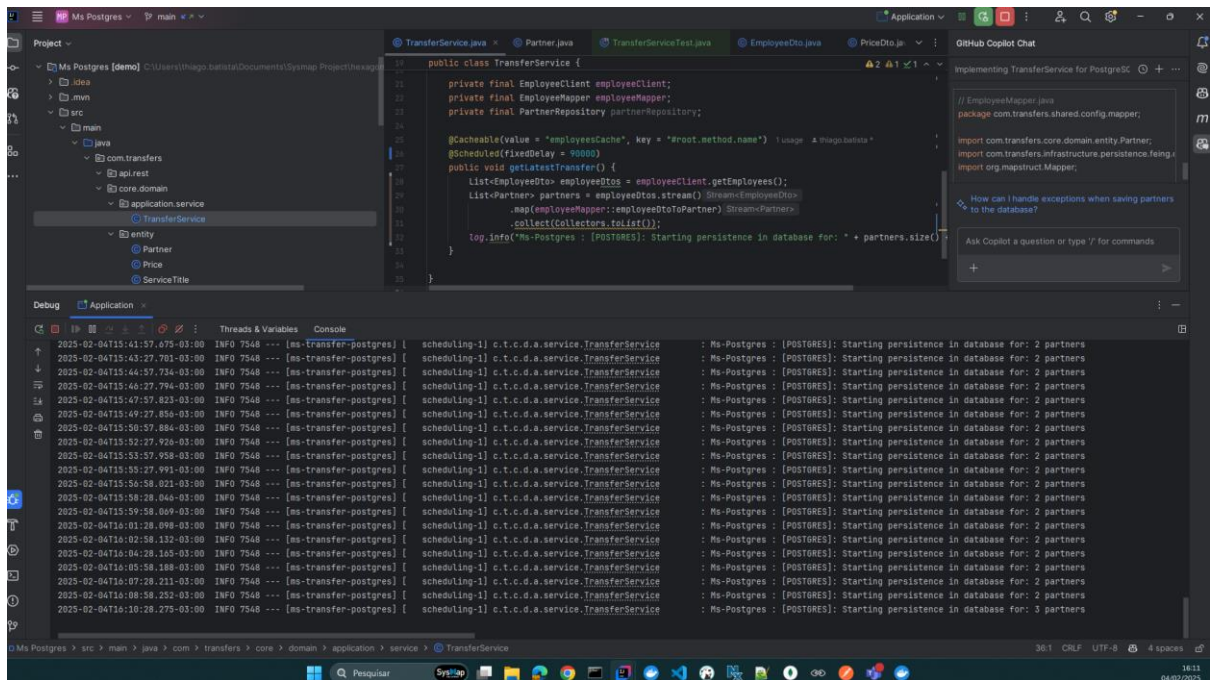 MP Ms Postgres main Application
Project
Ms Postgres [demo] C:\Users\thiago.batista\Documents\Sysmap Project\hexagon
.idea
.mvn
src
main
java
com.transfers
api.rest
core.domain
application.service
TransferService
entity
Partner
Price
ServiceTitle
TransferService.java Partner.java TransferServiceTest.java EmployeeDto.java PriceDto.ja
public class TransferService { 2 1 1
private final EmployeeClient employeeClient;
private final EmployeeMapper employeeMapper;
private final PartnerRepository partnerRepository;
@Cacheable(value = "employeesCache", key = "#root.method.name") 1 usage thiago.batista *
@Scheduled(fixedDelay = 90000)
public void getLatestTransfer() {
List<EmployeeDto> employeeDtos = employeeClient.getEmployees();
List<Partner> partners = employeeDtos.stream() Stream<EmployeeDto>
.map(employeeMapper::employeeDtoToPartner) Stream<Partner>
.collect(Collectors.toList());
log.info("Ms-Postgres : [POSTGRES]: Starting persistence in database for: " + partners.size() +
}
}
GitHub Copilot Chat
Implementing TransferService for PostgreSQ
// EmployeeMapper.java
package com.transfers.shared.config.mapper;
import com.transfers.core.domain.entity.Partner;
import com.transfers.infrastructure.persistence.feing.c
import org.mapstruct.Mapper;
How can I handle exceptions when saving partners
to the database?
Ask Copilot a question or type '/' for commands
Debug Application
Threads & Variables Console
2025-02-04T15:41:57.675-03:00 INFO 7548 --- [ms-transfer-postgres] [ scheduling-1] c.t.c.d.a.service.TransferService : Ms-Postgres : [POSTGRES]: Starting persistence in database for: 2 partners
2025-02-04T15:43:27.701-03:00 INFO 7548 --- [ms-transfer-postgres] [ scheduling-1] c.t.c.d.a.service.TransferService : Ms-Postgres : [POSTGRES]: Starting persistence in database for: 2 partners
2025-02-04T15:44:57.734-03:00 INFO 7548 --- [ms-transfer-postgres] [ scheduling-1] c.t.c.d.a.service.TransferService : Ms-Postgres : [POSTGRES]: Starting persistence in database for: 2 partners
2025-02-04T15:46:27.794-03:00 INFO 7548 --- [ms-transfer-postgres] [ scheduling-1] c.t.c.d.a.service.TransferService : Ms-Postgres : [POSTGRES]: Starting persistence in database for: 2 partners
2025-02-04T15:47:57.823-03:00 INFO 7548 --- [ms-transfer-postgres] [ scheduling-1] c.t.c.d.a.service.TransferService : Ms-Postgres : [POSTGRES]: Starting persistence in database for: 2 partners
2025-02-04T15:49:27.856-03:00 INFO 7548 --- [ms-transfer-postgres] [ scheduling-1] c.t.c.d.a.service.TransferService : Ms-Postgres : [POSTGRES]: Starting persistence in database for: 2 partners
2025-02-04T15:50:57.884-03:00 INFO 7548 --- [ms-transfer-postgres] [ scheduling-1] c.t.c.d.a.service.TransferService : Ms-Postgres : [POSTGRES]: Starting persistence in database for: 2 partners
2025-02-04T15:52:27.926-03:00 INFO 7548 --- [ms-transfer-postgres] [ scheduling-1] c.t.c.d.a.service.TransferService : Ms-Postgres : [POSTGRES]: Starting persistence in database for: 2 partners
2025-02-04T15:53:57.958-03:00 INFO 7548 --- [ms-transfer-postgres] [ scheduling-1] c.t.c.d.a.service.TransferService : Ms-Postgres : [POSTGRES]: Starting persistence in database for: 2 partners
2025-02-04T15:55:27.991-03:00 INFO 7548 --- [ms-transfer-postgres] [ scheduling-1] c.t.c.d.a.service.TransferService : Ms-Postgres : [POSTGRES]: Starting persistence in database for: 2 partners
2025-02-04T15:56:58.021-03:00 INFO 7548 --- [ms-transfer-postgres] [ scheduling-1] c.t.c.d.a.service.TransferService : Ms-Postgres : [POSTGRES]: Starting persistence in database for: 2 partners
2025-02-04T15:58:28.046-03:00 INFO 7548 --- [ms-transfer-postgres] [ scheduling-1] c.t.c.d.a.service.TransferService : Ms-Postgres : [POSTGRES]: Starting persistence in database for: 2 partners
2025-02-04T15:59:58.069-03:00 INFO 7548 --- [ms-transfer-postgres] [ scheduling-1] c.t.c.d.a.service.TransferService : Ms-Postgres : [POSTGRES]: Starting persistence in database for: 2 partners
2025-02-04T16:01:28.098-03:00 INFO 7548 --- [ms-transfer-postgres] [ scheduling-1] c.t.c.d.a.service.TransferService : Ms-Postgres : [POSTGRES]: Starting persistence in database for: 2 partners
2025-02-04T16:02:58.132-03:00 INFO 7548 --- [ms-transfer-postgres] [ scheduling-1] c.t.c.d.a.service.TransferService : Ms-Postgres : [POSTGRES]: Starting persistence in database for: 2 partners
2025-02-04T16:04:28.165-03:00 INFO 7548 --- [ms-transfer-postgres] [ scheduling-1] c.t.c.d.a.service.TransferService : Ms-Postgres : [POSTGRES]: Starting persistence in database for: 2 partners
2025-02-04T16:05:58.188-03:00 INFO 7548 --- [ms-transfer-postgres] [ scheduling-1] c.t.c.d.a.service.TransferService : Ms-Postgres : [POSTGRES]: Starting persistence in database for: 2 partners
2025-02-04T16:07:28.211-03:00 INFO 7548 --- [ms-transfer-postgres] [ scheduling-1] c.t.c.d.a.service.TransferService : Ms-Postgres : [POSTGRES]: Starting persistence in database for: 2 partners
2025-02-04T16:08:58.252-03:00 INFO 7548 --- [ms-transfer-postgres] [ scheduling-1] c.t.c.d.a.service.TransferService : Ms-Postgres : [POSTGRES]: Starting persistence in database for: 2 partners
2025-02-04T16:10:28.275-03:00 INFO 7548 --- [ms-transfer-postgres] [ scheduling-1] c.t.c.d.a.service.TransferService : Ms-Postgres : [POSTGRES]: Starting persistence in database for: 3 partners
Ms Postgres > src > main > java > com > transfers > core > domain > application > service > TransferService 36:1 CRLF UTF-8 4 spaces
Pesquisar SysMap 16:11
04/02/2025